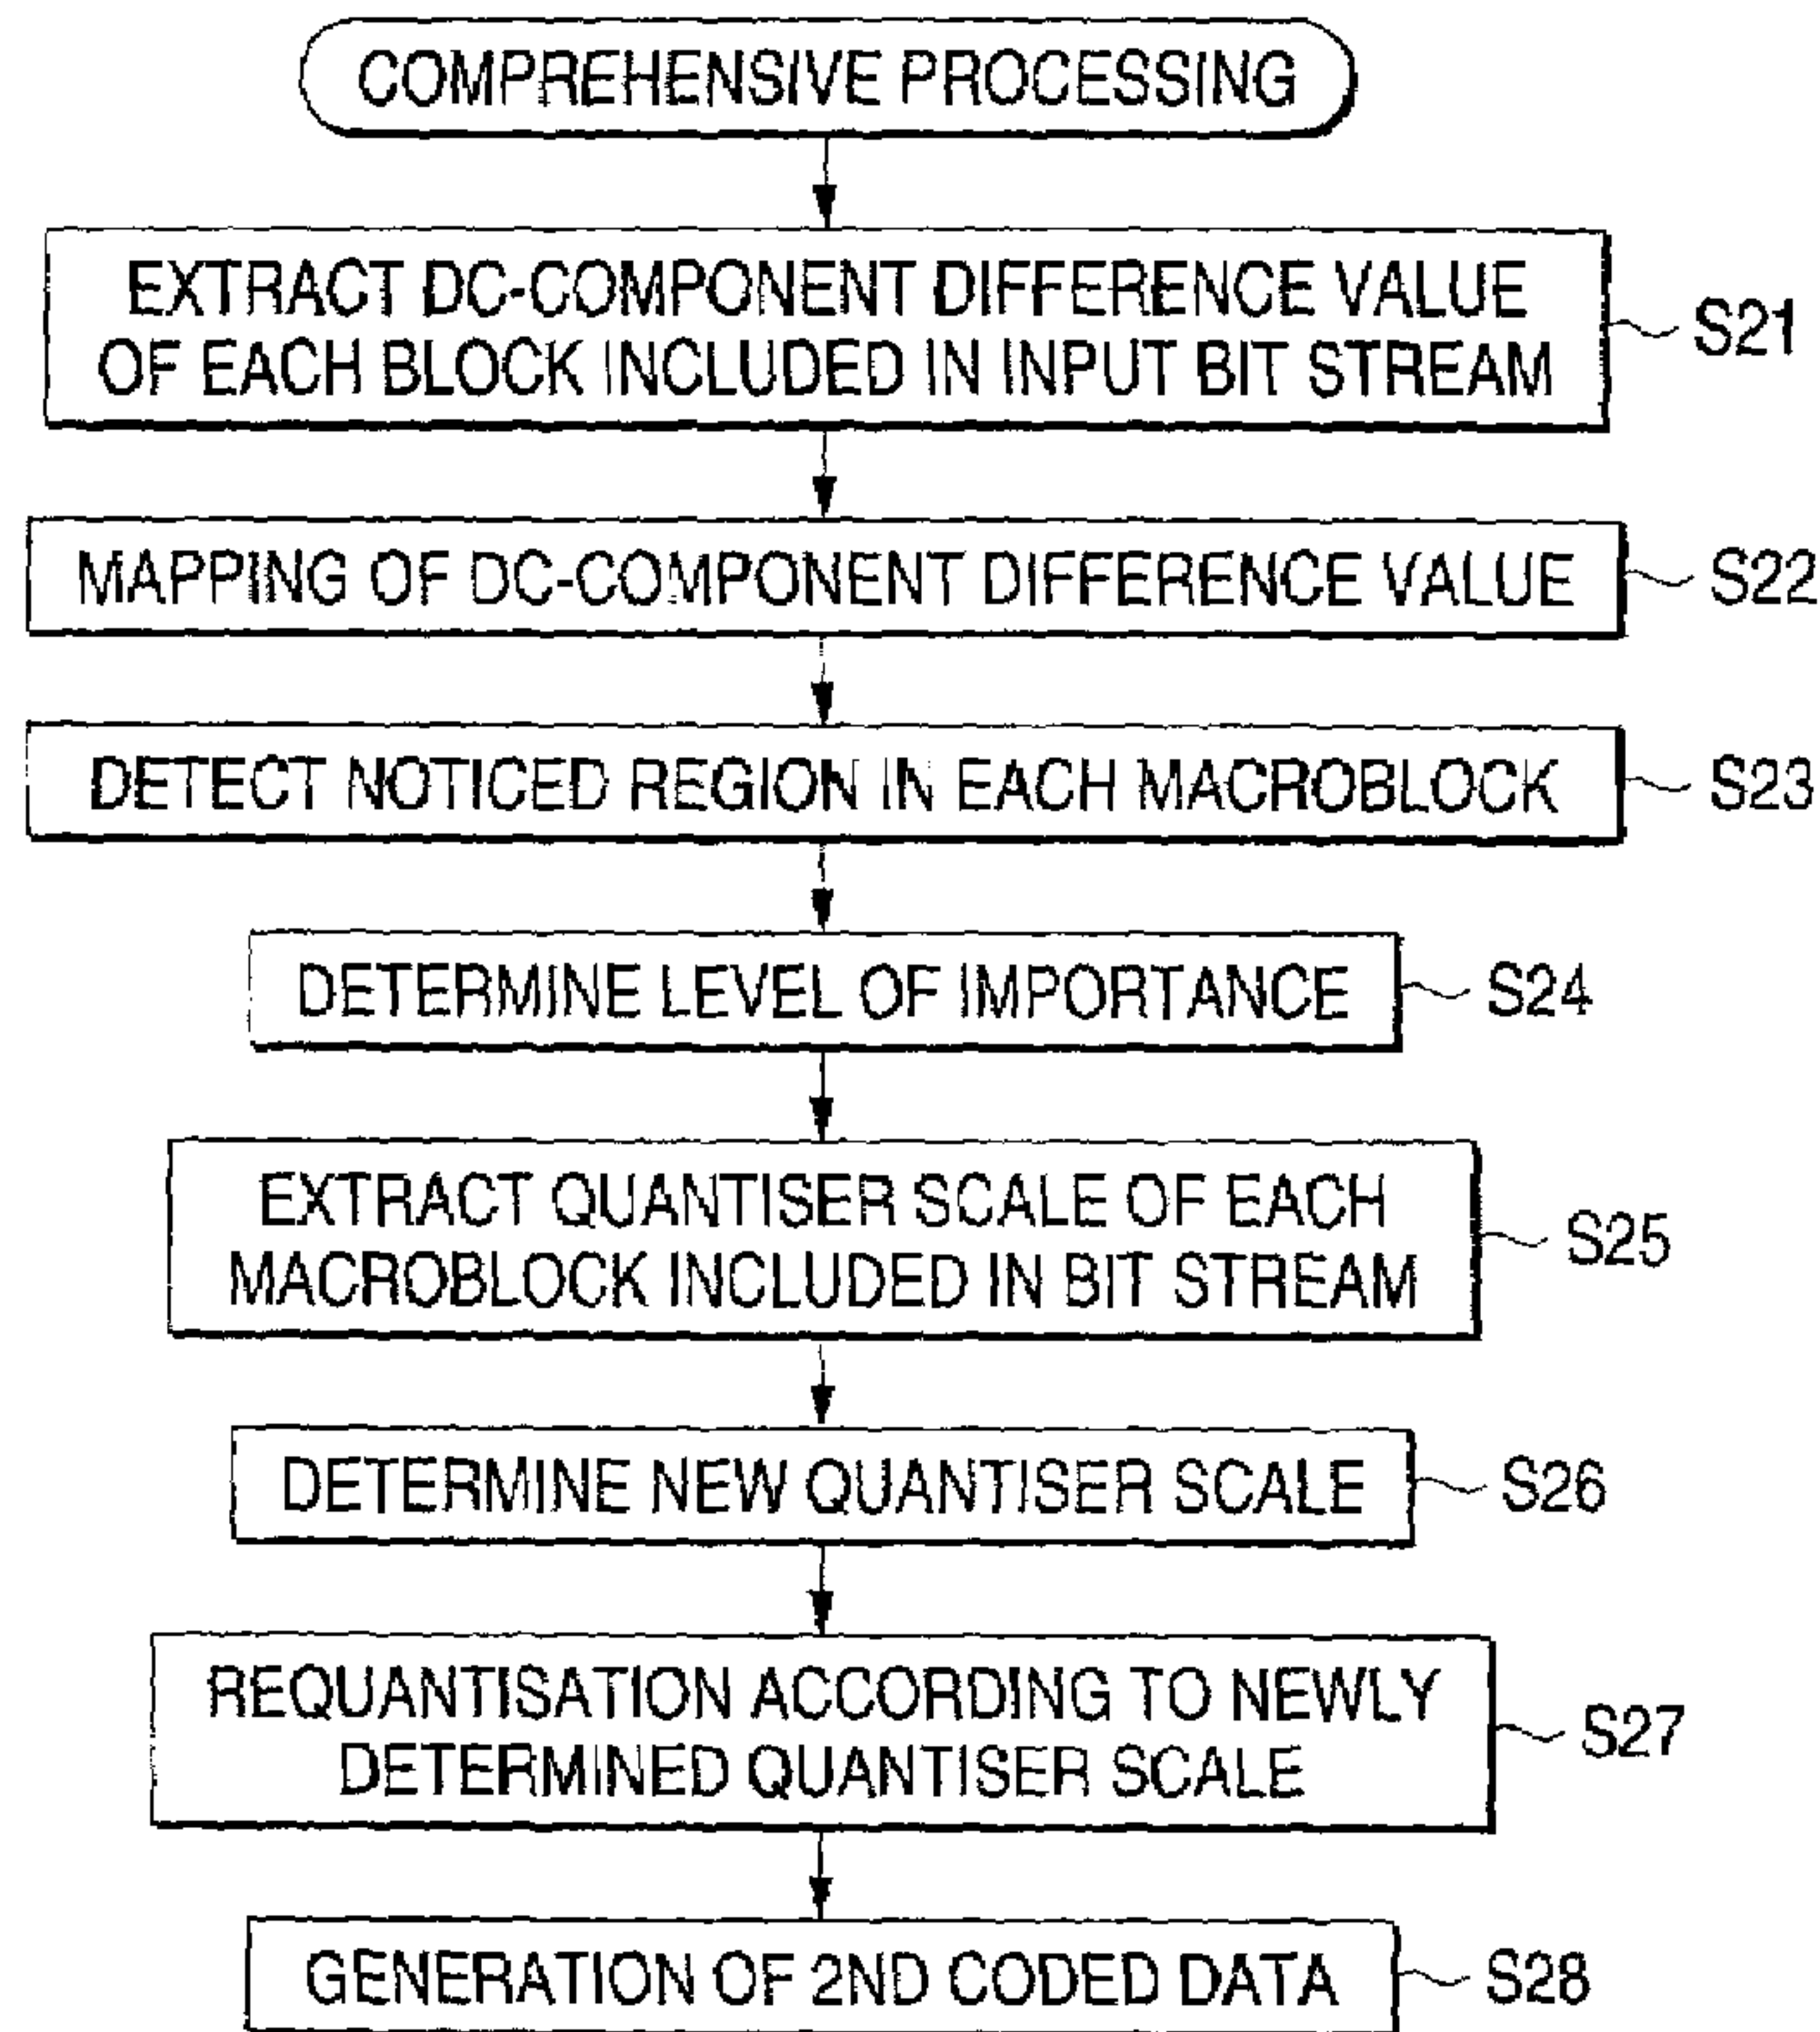 COMPREHENSIVE PROCESSING
EXTRACT DC-COMPONENT DIFFERENCE VALUE
OF EACH BLOCK INCLUDED IN INPUT BIT STREAM
S21
MAPPING OF DC-COMPONENT DIFFERENCE VALUE
S22
DETECT NOTICED REGION IN EACH MACROBLOCK
S23
DETERMINE LEVEL OF IMPORTANCE
S24
EXTRACT QUANTISER SCALE OF EACH
MACROBLOCK INCLUDED IN BIT STREAM
S25
DETERMINE NEW QUANTISER SCALE
S26
REQUANTISATION ACCORDING TO NEWLY
DETERMINED QUANTISER SCALE
S27
GENERATION OF 2ND CODED DATA
S28